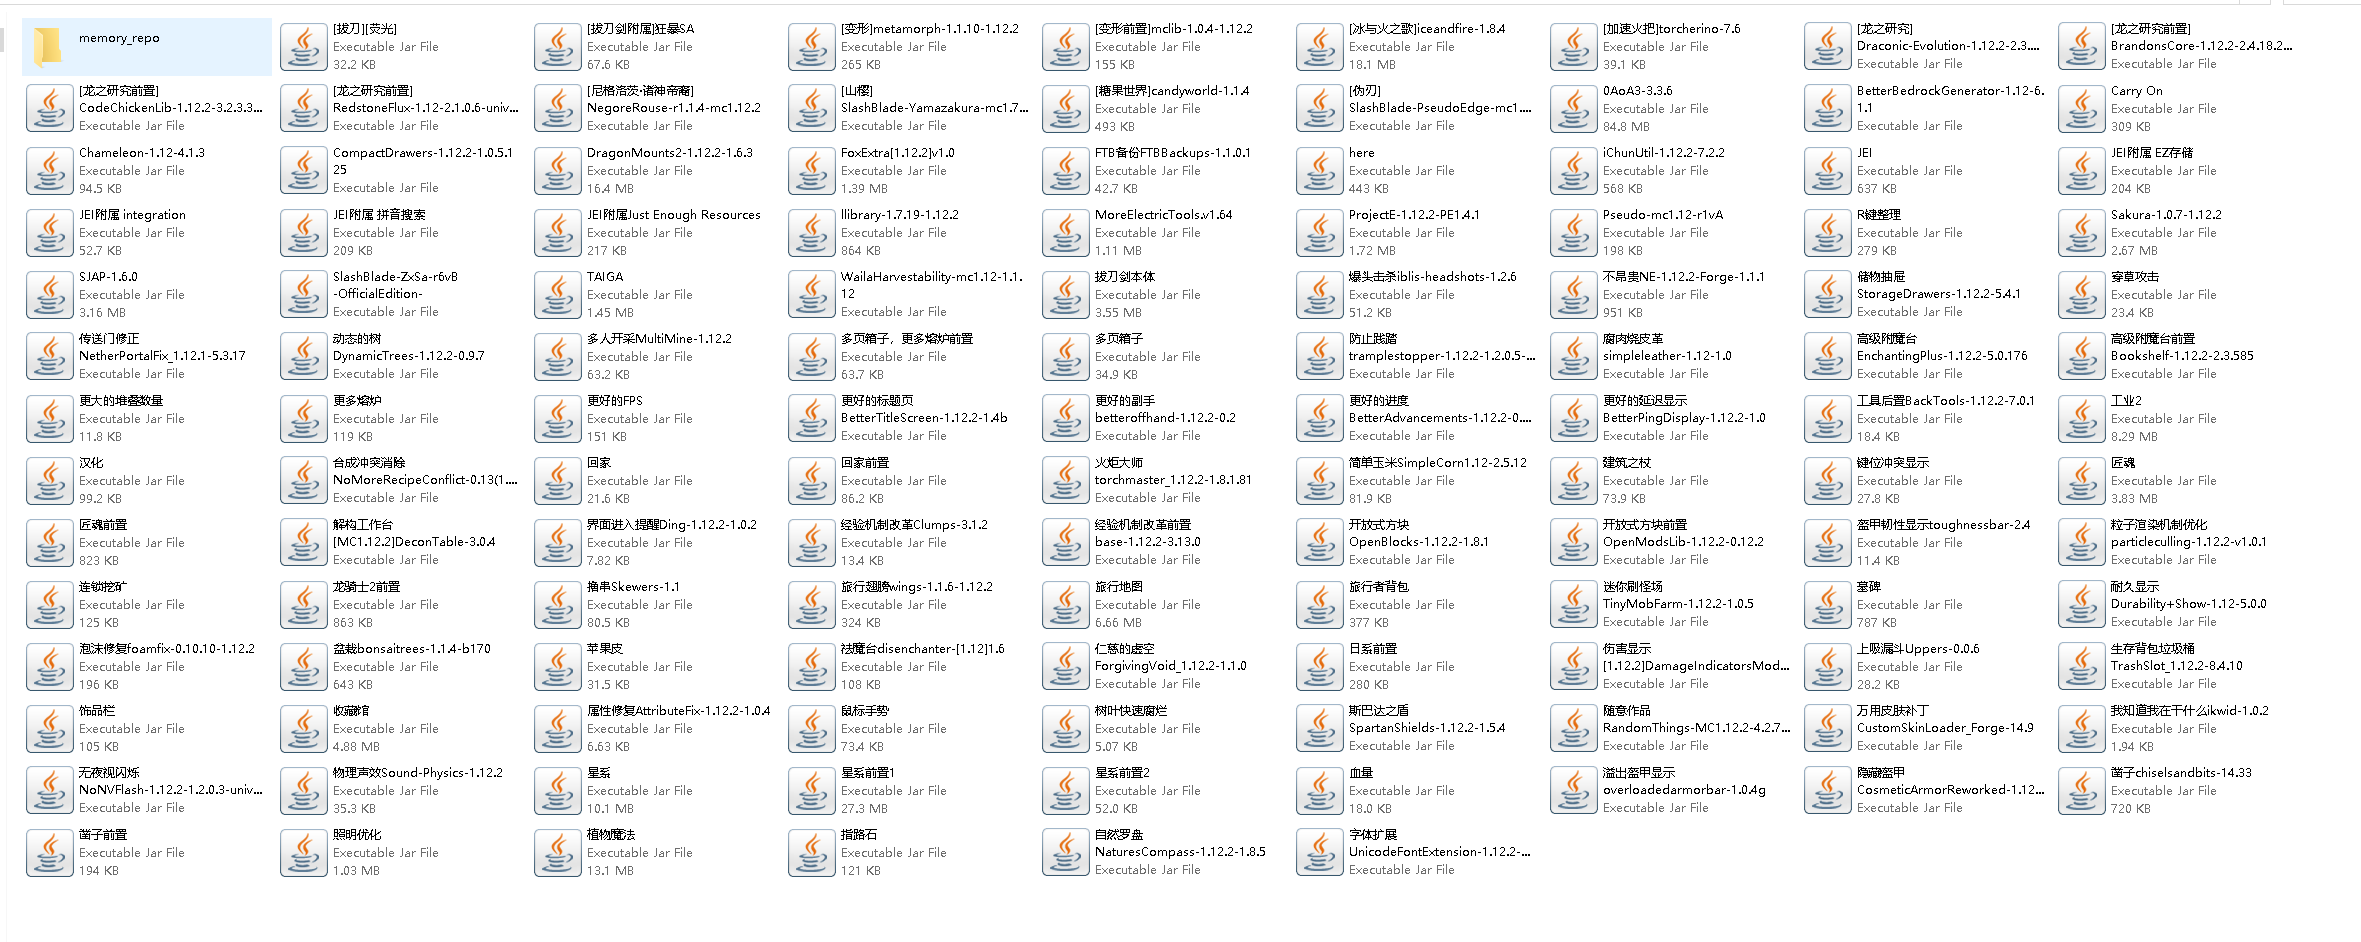 memory_repo
[拔刀][荧光]
Executable Jar File
32.2 KB
[拔刀剑附属]狂暴SA
Executable Jar File
67.6 KB
[变形]metamorph-1.1.10-1.12.2
Executable Jar File
265 KB
[变形前置]mclib-1.0.4-1.12.2
Executable Jar File
155 KB
[冰与火之歌]iceandfire-1.8.4
Executable Jar File
18.1 MB
[加速火把]torcherino-7.6
Executable Jar File
39.1 KB
[龙之研究]
Draconic-Evolution-1.12.2-2.3....
Executable Jar File
[龙之研究前置]
BrandonsCore-1.12.2-2.4.18.2...
Executable Jar File
[龙之研究前置]
CodeChickenLib-1.12.2-3.2.3.3...
Executable Jar File
[龙之研究前置]
RedstoneFlux-1.12-2.1.0.6-univ...
Executable Jar File
[尼格洛茨·诸神帝裔]
NegoreRouse-r1.1.4-mc1.12.2
Executable Jar File
[山樱]
SlashBlade-Yamazakura-mc1.7...
Executable Jar File
[糖果世界]candyworld-1.1.4
Executable Jar File
493 KB
[伪刃]
SlashBlade-PseudoEdge-mc1....
Executable Jar File
0AoA3-3.3.6
Executable Jar File
84.8 MB
BetterBedrockGenerator-1.12-6.
1.1
Executable Jar File
Carry On
Executable Jar File
309 KB
Chameleon-1.12-4.1.3
Executable Jar File
94.5 KB
CompactDrawers-1.12.2-1.0.5.1
25
Executable Jar File
DragonMounts2-1.12.2-1.6.3
Executable Jar File
16.4 MB
FoxExtra[1.12.2]v1.0
Executable Jar File
1.39 MB
FTB备份FTBBackups-1.1.0.1
Executable Jar File
42.7 KB
here
Executable Jar File
443 KB
iChunUtil-1.12.2-7.2.2
Executable Jar File
568 KB
JEI
Executable Jar File
637 KB
JEI附属 EZ存储
Executable Jar File
204 KB
JEI附属 integration
Executable Jar File
52.7 KB
JEI附属 拼音搜索
Executable Jar File
209 KB
JEI附属Just Enough Resources
Executable Jar File
217 KB
llibrary-1.7.19-1.12.2
Executable Jar File
864 KB
MoreElectricTools.v1.64
Executable Jar File
1.11 MB
ProjectE-1.12.2-PE1.4.1
Executable Jar File
1.72 MB
Pseudo-mc1.12-r1vA
Executable Jar File
198 KB
R键整理
Executable Jar File
279 KB
Sakura-1.0.7-1.12.2
Executable Jar File
2.67 MB
SJAP-1.6.0
Executable Jar File
3.16 MB
SlashBlade-ZxSa-r6vB
-OfficialEdition-
Executable Jar File
TAIGA
Executable Jar File
1.45 MB
WailaHarvestability-mc1.12-1.1.
12
Executable Jar File
拔刀剑本体
Executable Jar File
3.55 MB
爆头击杀iblis-headshots-1.2.6
Executable Jar File
51.2 KB
不昂贵NE-1.12.2-Forge-1.1.1
Executable Jar File
951 KB
储物抽屉
StorageDrawers-1.12.2-5.4.1
Executable Jar File
穿草攻击
Executable Jar File
23.4 KB
传送门修正
NetherPortalFix_1.12.1-5.3.17
Executable Jar File
动态的树
DynamicTrees-1.12.2-0.9.7
Executable Jar File
多人开采MultiMine-1.12.2
Executable Jar File
63.2 KB
多页箱子，更多熔炉前置
Executable Jar File
63.7 KB
多页箱子
Executable Jar File
34.9 KB
防止践踏
tramplestopper-1.12.2-1.2.0.5-...
Executable Jar File
腐肉烧皮革
simpleleather-1.12-1.0
Executable Jar File
高级附魔台
EnchantingPlus-1.12.2-5.0.176
Executable Jar File
高级附魔台前置
Bookshelf-1.12.2-2.3.585
Executable Jar File
更大的堆叠数量
Executable Jar File
11.8 KB
更多熔炉
Executable Jar File
119 KB
更好的FPS
Executable Jar File
151 KB
更好的标题页
BetterTitleScreen-1.12.2-1.4b
Executable Jar File
更好的副手
betteroffhand-1.12.2-0.2
Executable Jar File
更好的进度
BetterAdvancements-1.12.2-0....
Executable Jar File
更好的延迟显示
BetterPingDisplay-1.12.2-1.0
Executable Jar File
工具后置BackTools-1.12.2-7.0.1
Executable Jar File
18.4 KB
工业2
Executable Jar File
8.29 MB
汉化
Executable Jar File
99.2 KB
合成冲突消除
NoMoreRecipeConflict-0.13(1....
Executable Jar File
回家
Executable Jar File
21.6 KB
回家前置
Executable Jar File
86.2 KB
火炬大师
torchmaster_1.12.2-1.8.1.81
Executable Jar File
简单玉米SimpleCorn1.12-2.5.12
Executable Jar File
81.9 KB
建筑之杖
Executable Jar File
73.9 KB
键位冲突显示
Executable Jar File
27.8 KB
匠魂
Executable Jar File
3.83 MB
匠魂前置
Executable Jar File
823 KB
解构工作台
[MC1.12.2]DeconTable-3.0.4
Executable Jar File
界面进入提醒Ding-1.12.2-1.0.2
Executable Jar File
7.82 KB
经验机制改革Clumps-3.1.2
Executable Jar File
13.4 KB
经验机制改革前置
base-1.12.2-3.13.0
Executable Jar File
开放式方块
OpenBlocks-1.12.2-1.8.1
Executable Jar File
开放式方块前置
OpenModsLib-1.12.2-0.12.2
Executable Jar File
盔甲韧性显示toughnessbar-2.4
Executable Jar File
11.4 KB
粒子渲染机制优化
particleculling-1.12.2-v1.0.1
Executable Jar File
连锁挖矿
Executable Jar File
125 KB
龙骑士2前置
Executable Jar File
863 KB
撸串Skewers-1.1
Executable Jar File
80.5 KB
旅行翅膀wings-1.1.6-1.12.2
Executable Jar File
324 KB
旅行地图
Executable Jar File
6.66 MB
旅行者背包
Executable Jar File
377 KB
迷你刷怪场
TinyMobFarm-1.12.2-1.0.5
Executable Jar File
墓碑
Executable Jar File
787 KB
耐久显示
Durability+Show-1.12-5.0.0
Executable Jar File
泡沫修复foamfix-0.10.10-1.12.2
Executable Jar File
196 KB
盆栽bonsaitrees-1.1.4-b170
Executable Jar File
643 KB
苹果皮
Executable Jar File
31.5 KB
祛魔台disenchanter-[1.12]1.6
Executable Jar File
108 KB
仁慈的虚空
ForgivingVoid_1.12.2-1.1.0
Executable Jar File
日系前置
Executable Jar File
280 KB
伤害显示
[1.12.2]DamageIndicatorsMod...
Executable Jar File
上吸漏斗Uppers-0.0.6
Executable Jar File
28.2 KB
生存背包垃圾桶
TrashSlot_1.12.2-8.4.10
Executable Jar File
饰品栏
Executable Jar File
105 KB
收藏馆
Executable Jar File
4.88 MB
属性修复AttributeFix-1.12.2-1.0.4
Executable Jar File
6.63 KB
鼠标手势
Executable Jar File
73.4 KB
树叶快速腐烂
Executable Jar File
5.07 KB
斯巴达之盾
SpartanShields-1.12.2-1.5.4
Executable Jar File
随意作品
RandomThings-MC1.12.2-4.2.7...
Executable Jar File
万用皮肤补丁
CustomSkinLoader_Forge-14.9
Executable Jar File
我知道我在干什么ikwid-1.0.2
Executable Jar File
1.94 KB
无夜视闪烁
NoNVFlash-1.12.2-1.2.0.3-univ...
Executable Jar File
物理声效Sound-Physics-1.12.2
Executable Jar File
35.3 KB
星系
Executable Jar File
10.1 MB
星系前置1
Executable Jar File
27.3 MB
星系前置2
Executable Jar File
52.0 KB
血量
Executable Jar File
18.0 KB
溢出盔甲显示
overloadedarmorbar-1.0.4g
Executable Jar File
隐藏盔甲
CosmeticArmorReworked-1.12...
Executable Jar File
凿子chiselsandbits-14.33
Executable Jar File
720 KB
凿子前置
Executable Jar File
194 KB
照明优化
Executable Jar File
1.03 MB
植物魔法
Executable Jar File
13.1 MB
指路石
Executable Jar File
121 KB
自然罗盘
NaturesCompass-1.12.2-1.8.5
Executable Jar File
字体扩展
UnicodeFontExtension-1.12.2-...
Executable Jar File